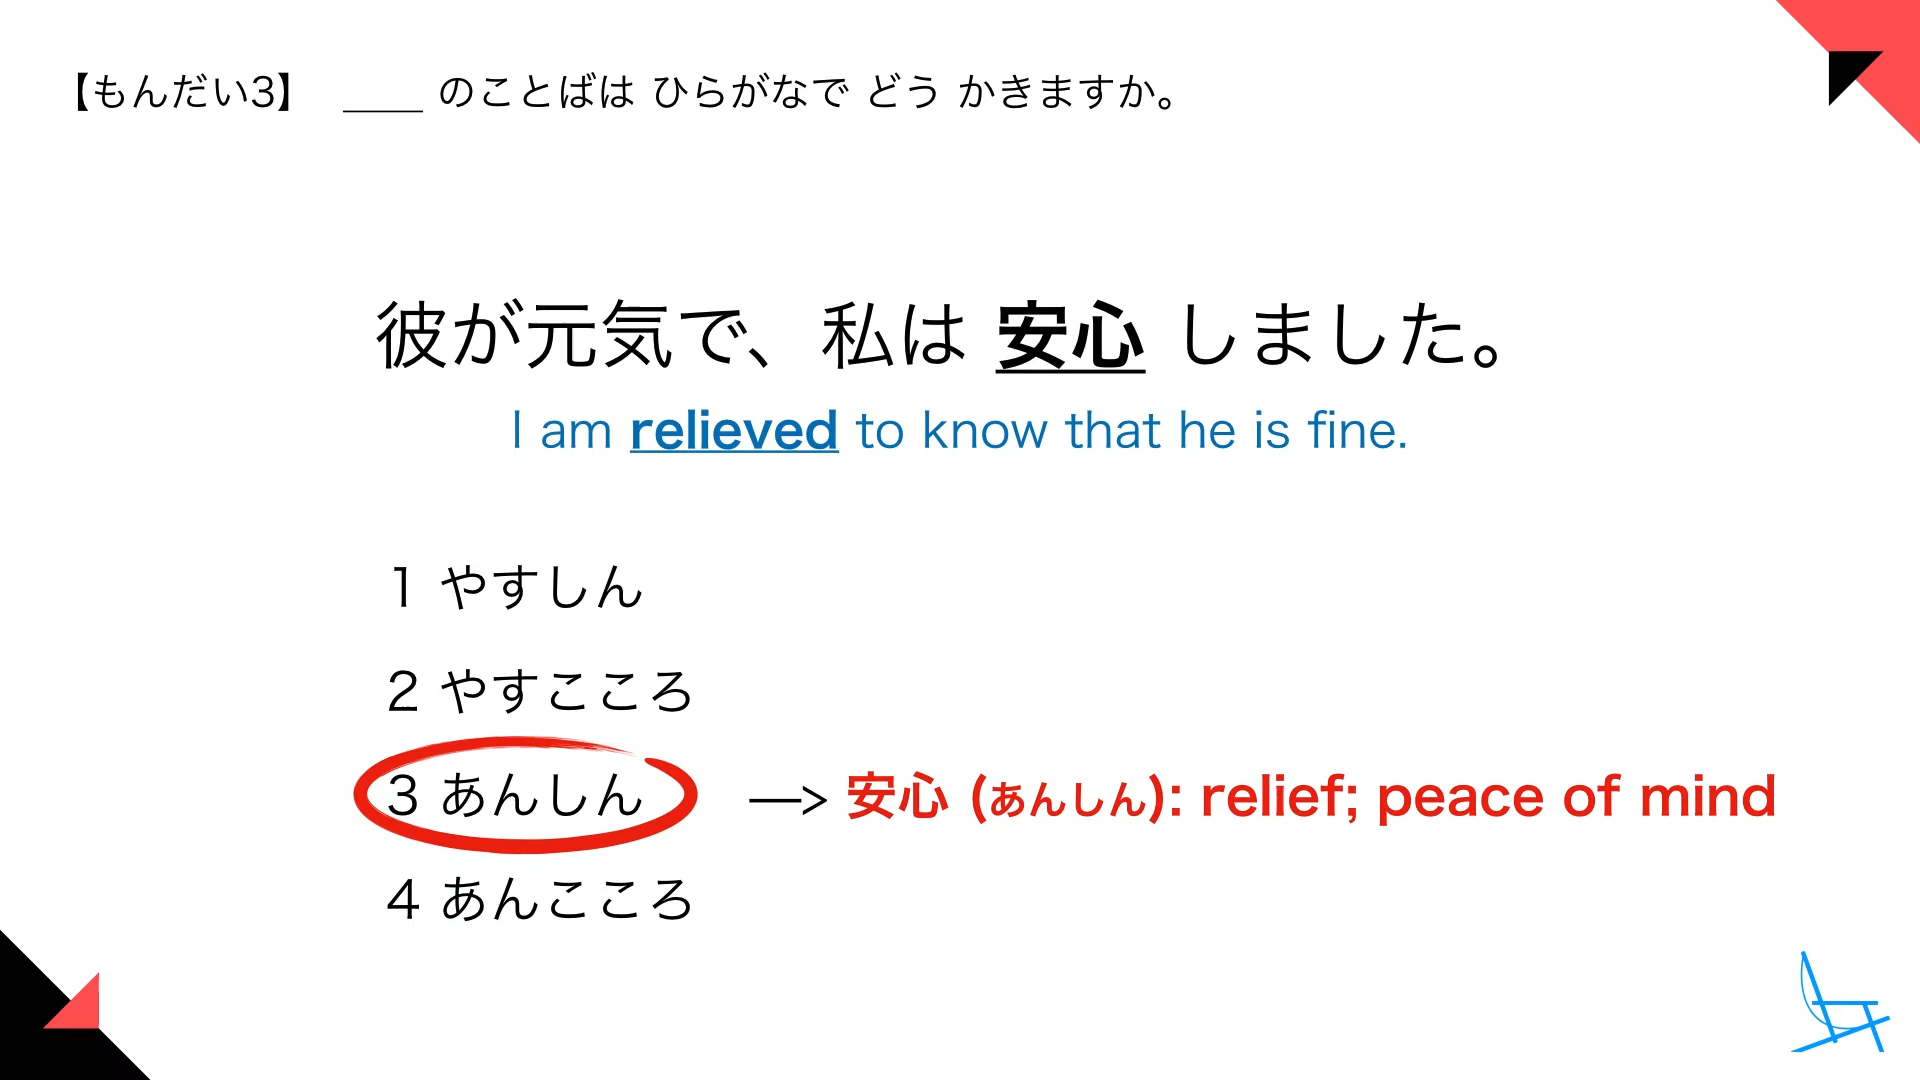 【もんだい3】 ____ のことばは ひらがなで どう かきますか。
彼が元気で、私は 安心 しました。
I am relieved to know that he is fine.
1 やすしん
2 やすこころ
3 あんしん —> 安心 (あんしん): relief; peace of mind
4 あんこころ